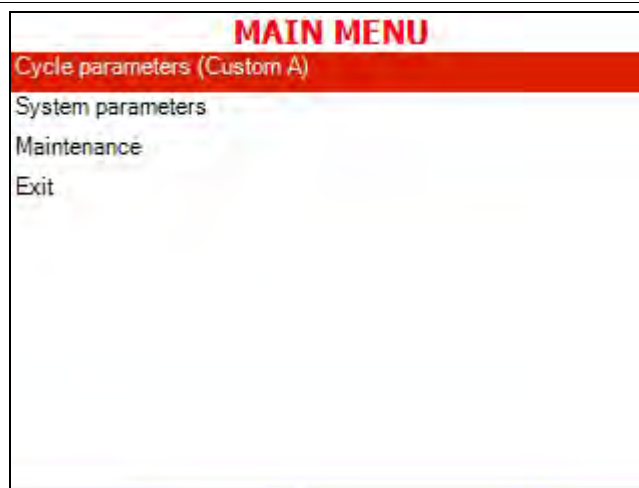 MAIN MENU
Cycle parameters (Custom A)
System parameters
Maintenance
Exit